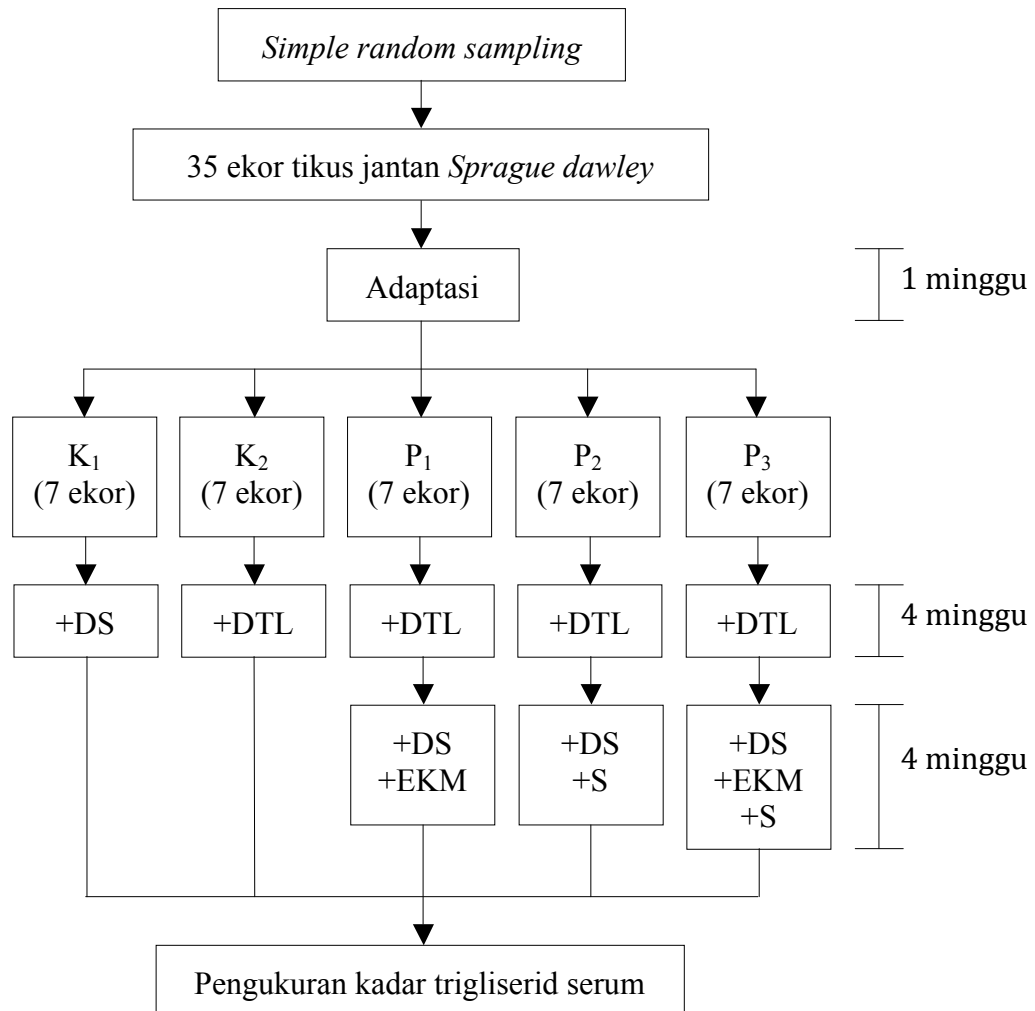 Simple random sampling
35 ekor tikus jantan Sprague dawley
Adaptasi
1 minggu
K₁
(7 ekor)
K₂
(7 ekor)
P₁
(7 ekor)
P₂
(7 ekor)
P₃
(7 ekor)
+DS
+DTL
+DTL
+DTL
+DTL
4 minggu
+DS
+EKM
+DS
+S
+DS
+EKM
+S
4 minggu
Pengukuran kadar trigliserid serum